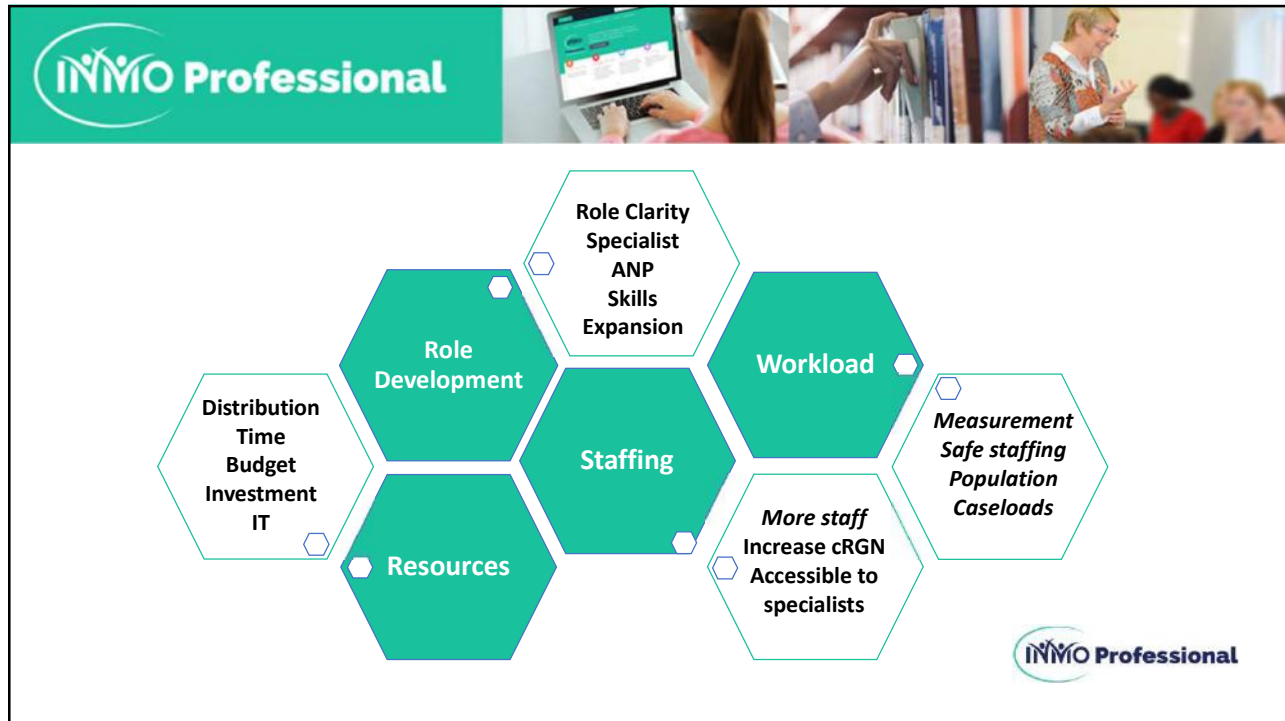 INMO Professional
Role Clarity
Specialist
ANP
Skills
Expansion
Role
Development
Workload
Distribution
Time
Budget
Investment
IT
Staffing
Measurement
Safe staffing
Population
Caseloads
Resources
More staff
Increase cRGN
Accessible to
specialists
INMO Professional